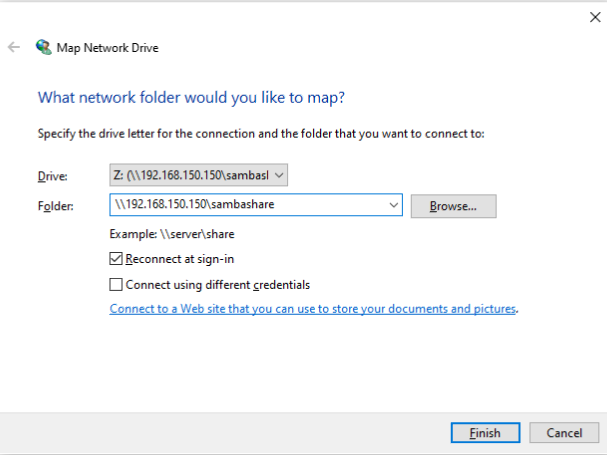 Map Network Drive
What network folder would you like to map?
Specify the drive letter for the connection and the folder that you want to connect to:
Drive: Z: (\\192.168.150.150\sambasl
Folder: \\192.168.150.150\sambashare Browse...
Example: \\server\share
Reconnect at sign-in
Connect using different credentials
Connect to a Web site that you can use to store your documents and pictures.
Finish Cancel